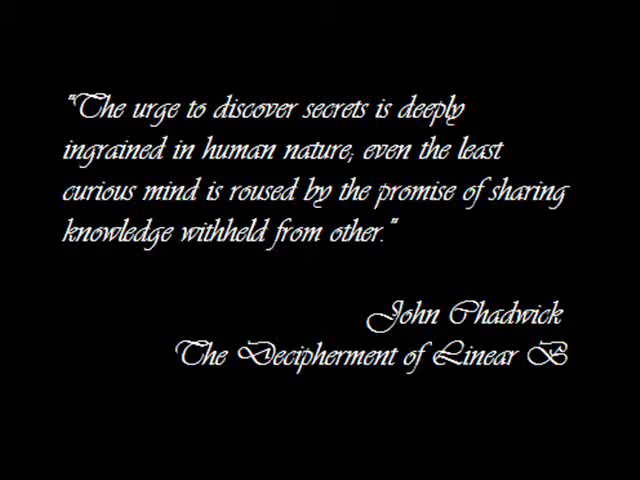 "The urge to discover secrets is deeply
ingrained in human nature; even the least
curious mind is roused by the promise of sharing
knowledge withheld from other."
John Chadwick
The Decipherment of Linear B